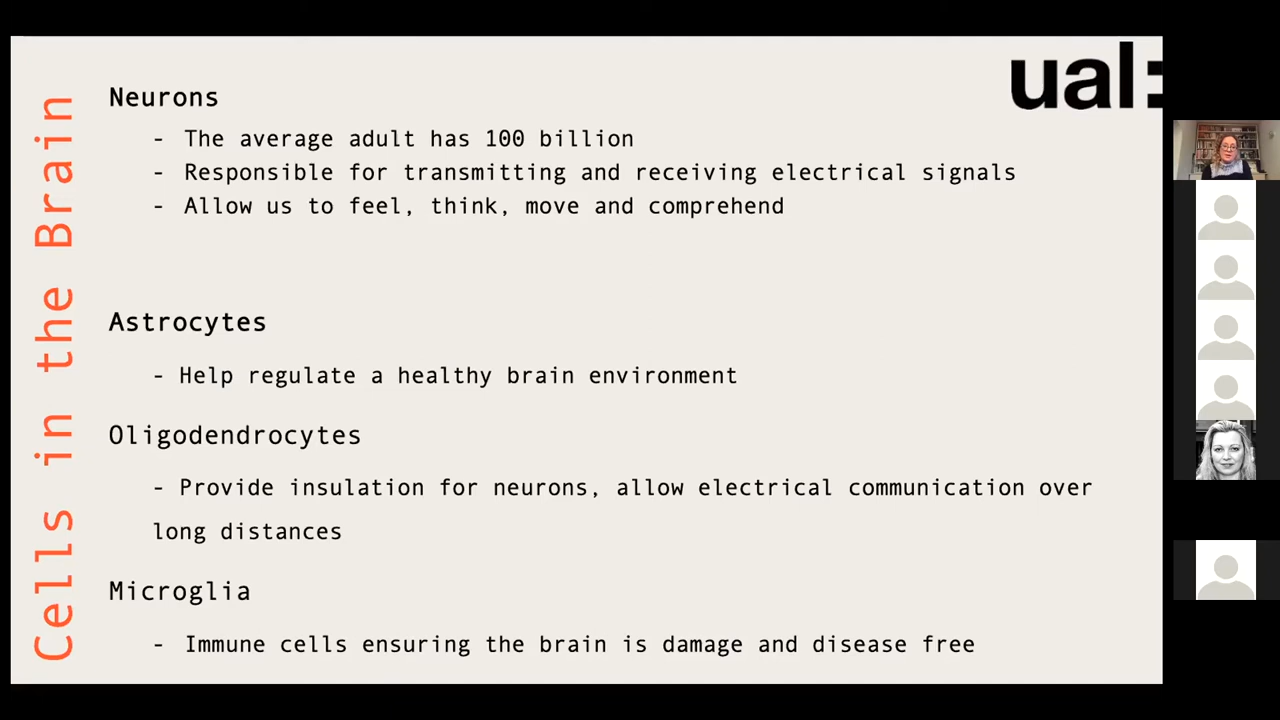 Cells in the Brain
ual:
Neurons
- The average adult has 100 billion
- Responsible for transmitting and receiving electrical signals
- Allow us to feel, think, move and comprehend
Astrocytes
- Help regulate a healthy brain environment
Oligodendrocytes
- Provide insulation for neurons, allow electrical communication over
long distances
Microglia
- Immune cells ensuring the brain is damage and disease free